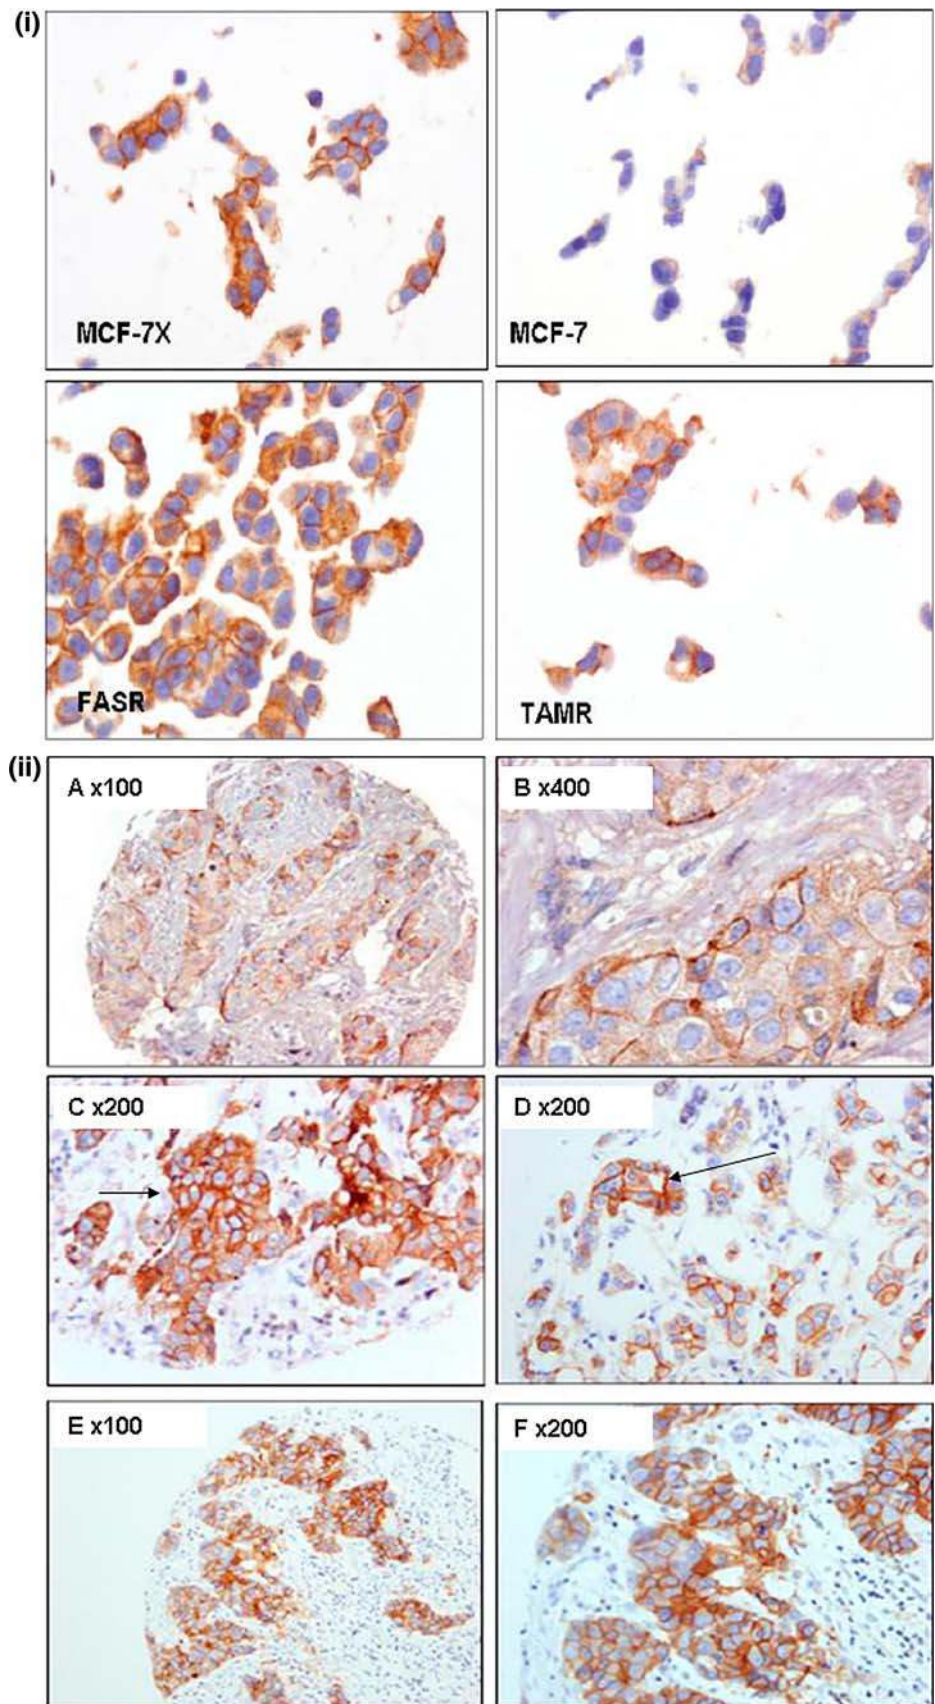 (i)
MCF-7X
MCF-7
FASR
TAMR
(ii)
A x100
B x400
C x200
D x200
E x100
F x200